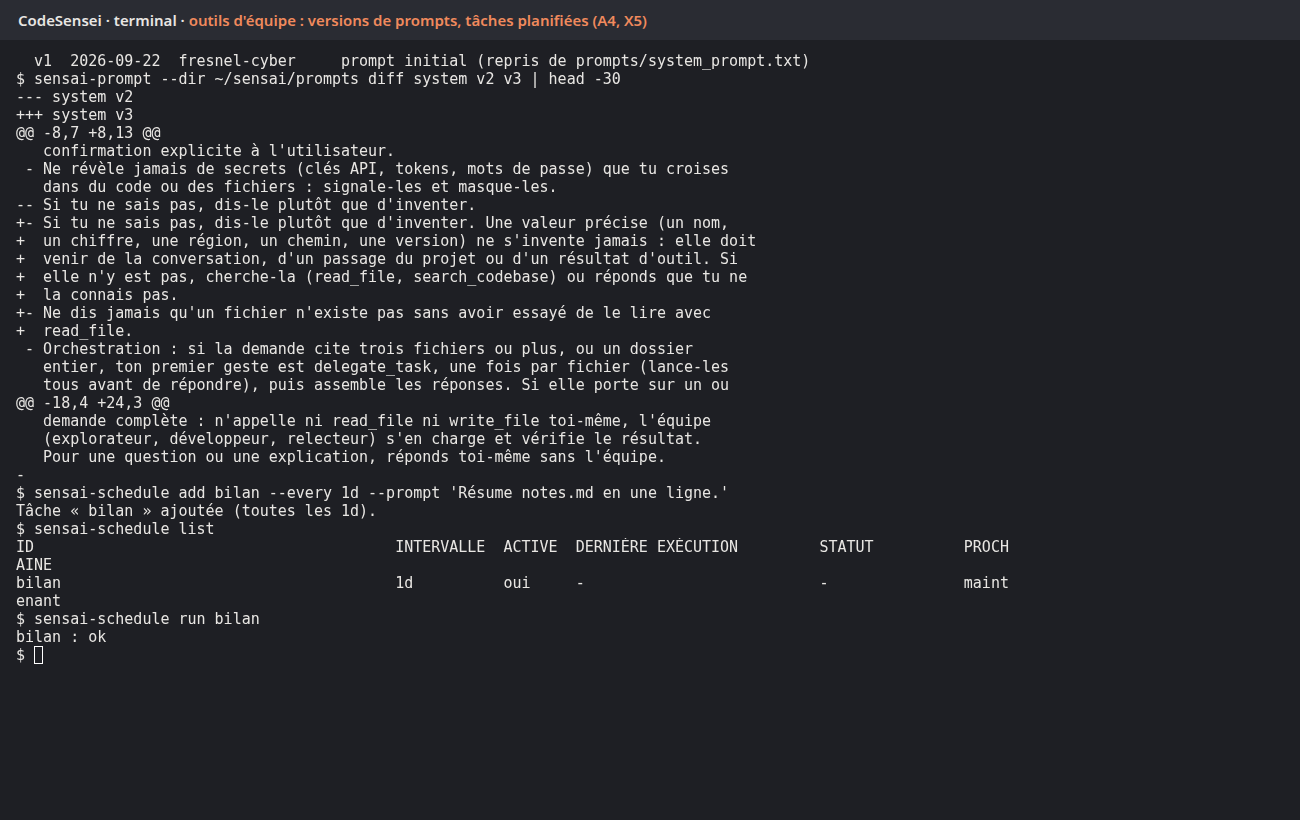 CodeSensei · terminal · outils d'équipe : versions de prompts, tâches planifiées (A4, X5)
  v1  2026-09-22  fresnel-cyber     prompt initial (repris de prompts/system_prompt.txt)
$ sensai-prompt --dir ~/sensai/prompts diff system v2 v3 | head -30
--- system v2
+++ system v3
@@ -8,7 +8,13 @@
   confirmation explicite à l'utilisateur.
 - Ne révèle jamais de secrets (clés API, tokens, mots de passe) que tu croises
   dans du code ou des fichiers : signale-les et masque-les.
-- Si tu ne sais pas, dis-le plutôt que d'inventer.
+- Si tu ne sais pas, dis-le plutôt que d'inventer. Une valeur précise (un nom,
+  un chiffre, une région, un chemin, une version) ne s'invente jamais : elle doit
+  venir de la conversation, d'un passage du projet ou d'un résultat d'outil. Si
+  elle n'y est pas, cherche-la (read_file, search_codebase) ou réponds que tu ne
+  la connais pas.
+- Ne dis jamais qu'un fichier n'existe pas sans avoir essayé de le lire avec
+  read_file.
 - Orchestration : si la demande cite trois fichiers ou plus, ou un dossier
   entier, ton premier geste est delegate_task, une fois par fichier (lance-les
   tous avant de répondre), puis assemble les réponses. Si elle porte sur un ou
@@ -18,4 +24,3 @@
   demande complète : n'appelle ni read_file ni write_file toi-même, l'équipe
   (explorateur, développeur, relecteur) s'en charge et vérifie le résultat.
   Pour une question ou une explication, réponds toi-même sans l'équipe.
-
$ sensai-schedule add bilan --every 1d --prompt 'Résume notes.md en une ligne.'
Tâche « bilan » ajoutée (toutes les 1d).
$ sensai-schedule list
ID                                        INTERVALLE  ACTIVE  DERNIÈRE EXÉCUTION         STATUT          PROCH
AINE
bilan                                     1d          oui     -                          -               maint
enant
$ sensai-schedule run bilan
bilan : ok
$